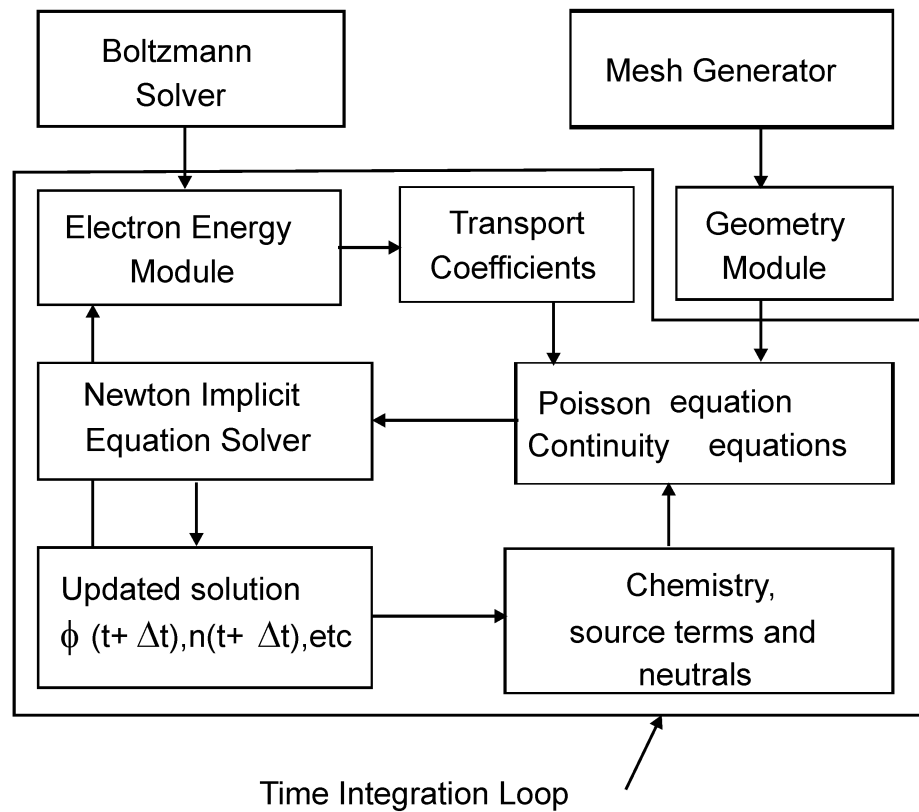 Boltzmann
Solver
Mesh Generator
Electron Energy
Module
Transport
Coefficients
Geometry
Module
Newton Implicit
Equation Solver
Poisson equation
Continuity equations
Updated solution
ϕ (t+ Δt),n(t+ Δt),etc
Chemistry,
source terms and
neutrals
Time Integration Loop